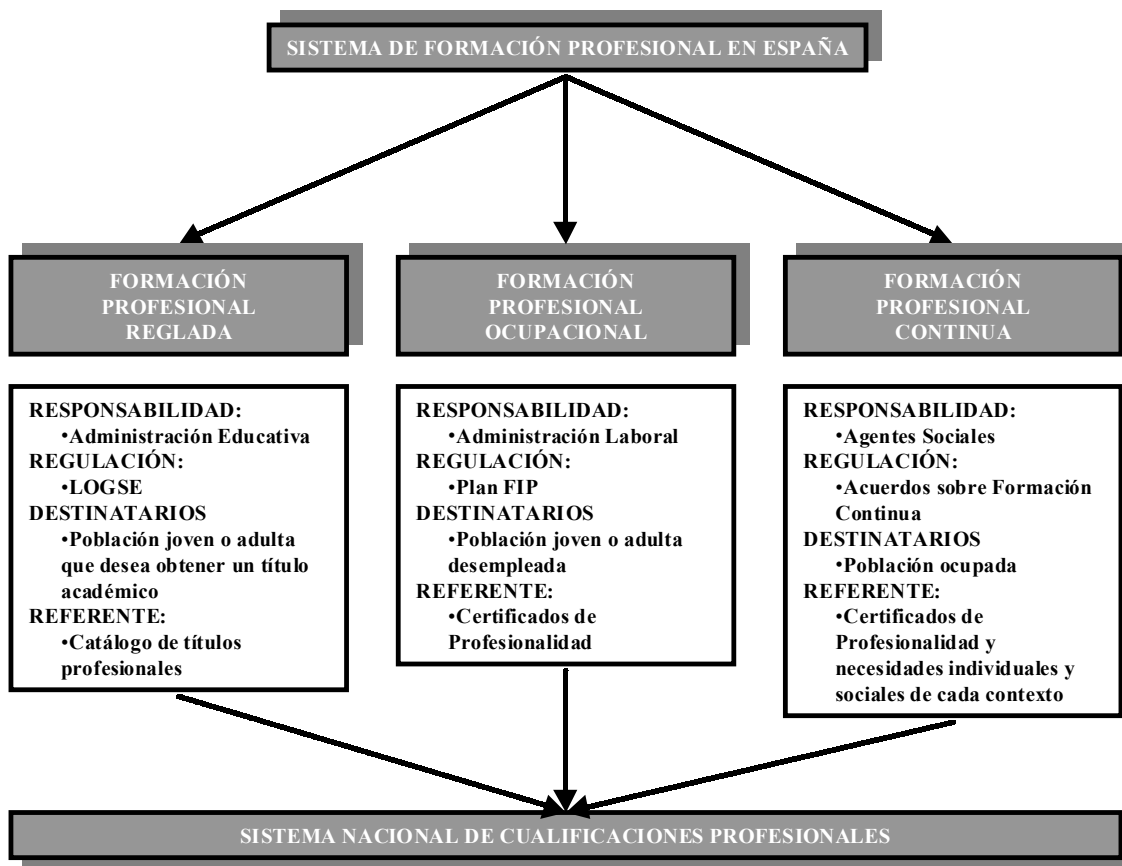 SISTEMA DE FORMACIÓN PROFESIONAL EN ESPAÑA
FORMACIÓN
PROFESIONAL
REGLADA
RESPONSABILIDAD:
•Administración Educativa
REGULACIÓN:
•LOGSE
DESTINATARIOS
•Población joven o adulta
que desea obtener un título
académico
REFERENTE:
•Catálogo de títulos
profesionales
FORMACIÓN
PROFESIONAL
OCUPACIONAL
RESPONSABILIDAD:
•Administración Laboral
REGULACIÓN:
•Plan FIP
DESTINATARIOS
•Población joven o adulta
desempleada
REFERENTE:
•Certificados de
Profesionalidad
FORMACIÓN
PROFESIONAL
CONTINUA
RESPONSABILIDAD:
•Agentes Sociales
REGULACIÓN:
•Acuerdos sobre Formación
Continua
DESTINATARIOS
•Población ocupada
REFERENTE:
•Certificados de
Profesionalidad y
necesidades individuales y
sociales de cada contexto
SISTEMA NACIONAL DE CUALIFICACIONES PROFESIONALES